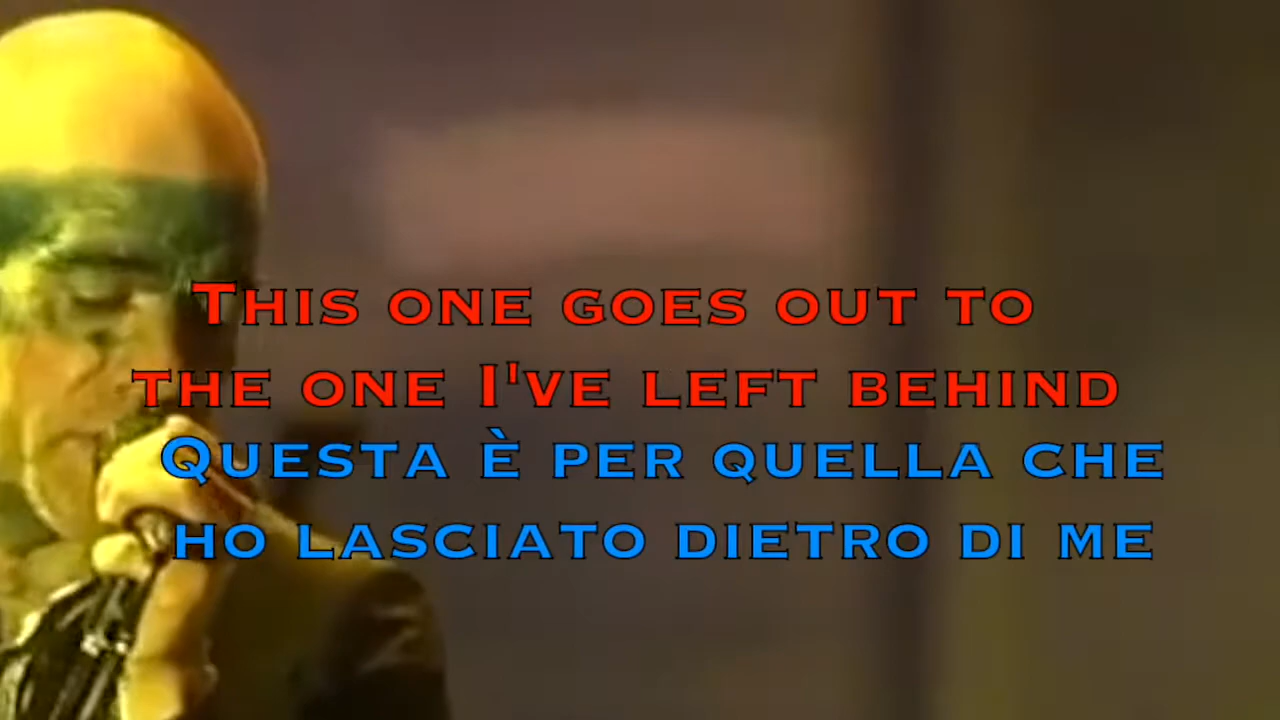 This one goes out to
the one I've left behind
Questa è per quella che
ho lasciato dietro di me